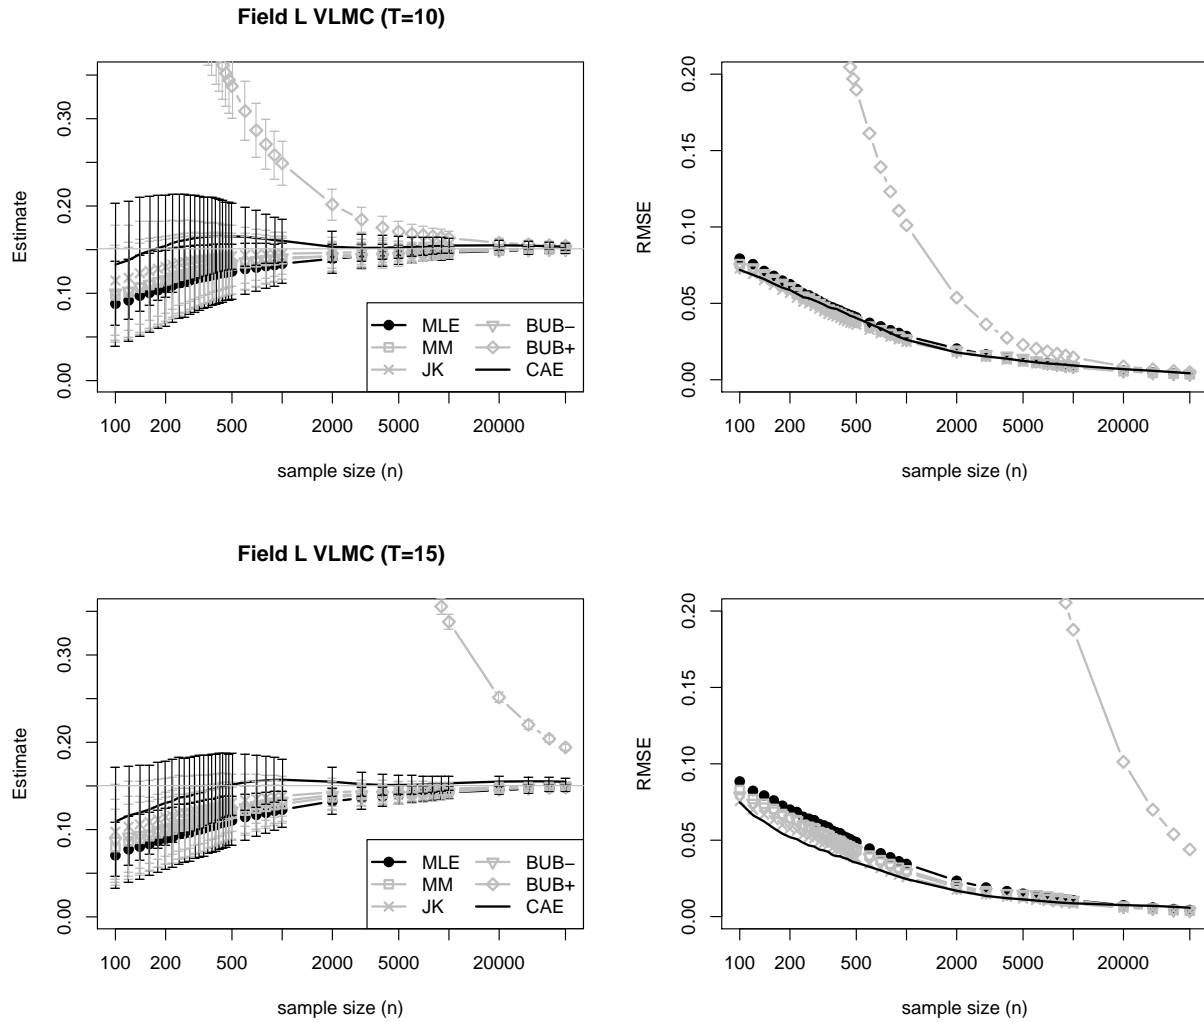 Field L VLMC (T=10)
Estimate
0.00 0.10 0.20 0.30
100 200 500 2000 5000 20000
sample size (n)
MLE BUB−
MM BUB+
JK CAE
RMSE
0.00 0.05 0.10 0.15 0.20
100 200 500 2000 5000 20000
sample size (n)
Field L VLMC (T=15)
Estimate
0.00 0.10 0.20 0.30
100 200 500 2000 5000 20000
sample size (n)
MLE BUB−
MM BUB+
JK CAE
RMSE
0.00 0.05 0.10 0.15 0.20
100 200 500 2000 5000 20000
sample size (n)